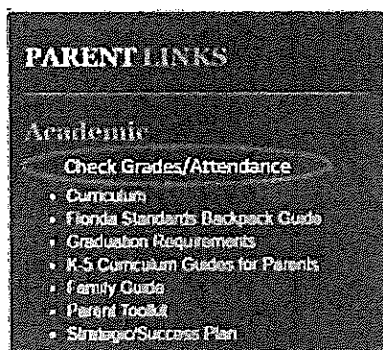 PARENT LINKS
Academic
Check Grades/Attendance
• Curriculum
• Florida Standards Backpack Guide
• Graduation Requirements
• K-5 Curriculum Guides for Parents
• Family Guide
• Parent Toolkit
• Strategic/Success Plan